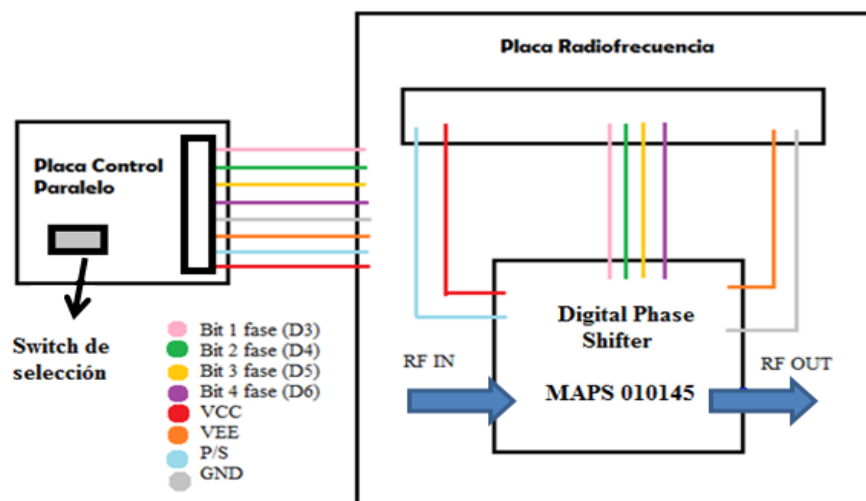 Placa Radiofrecuencia
Placa Control
Paralelo
Switch de
selección
Bit 1 fase (D3)
Bit 2 fase (D4)
Bit 3 fase (D5)
Bit 4 fase (D6)
VCC
VEE
P/S
GND
Digital Phase
Shifter
MAPS 010145
RF IN
RF OUT